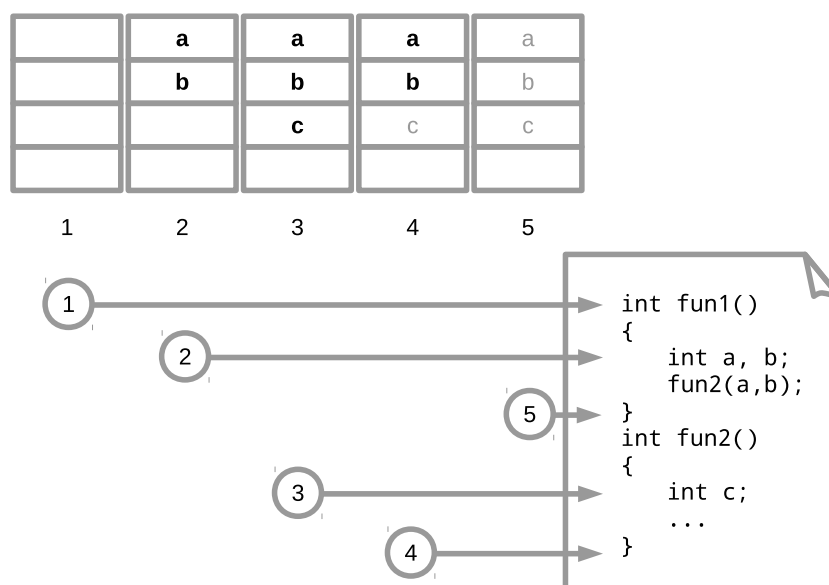 a a a a
b b b b
c c c
1 2 3 4 5
1 int fun1()
{
2 int a, b;
fun2(a,b);
5 }
int fun2()
{
3 int c;
...
4 }